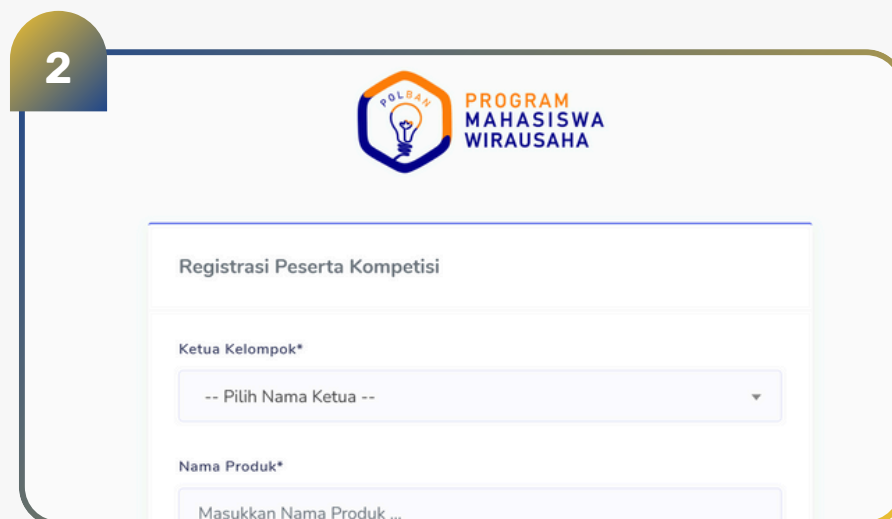 2
POLBAN
PROGRAM
MAHASISWA
WIRAUSAHA
Registrasi Peserta Kompetisi
Ketua Kelompok*
-- Pilih Nama Ketua --
Nama Produk*
Masukkan Nama Produk ...